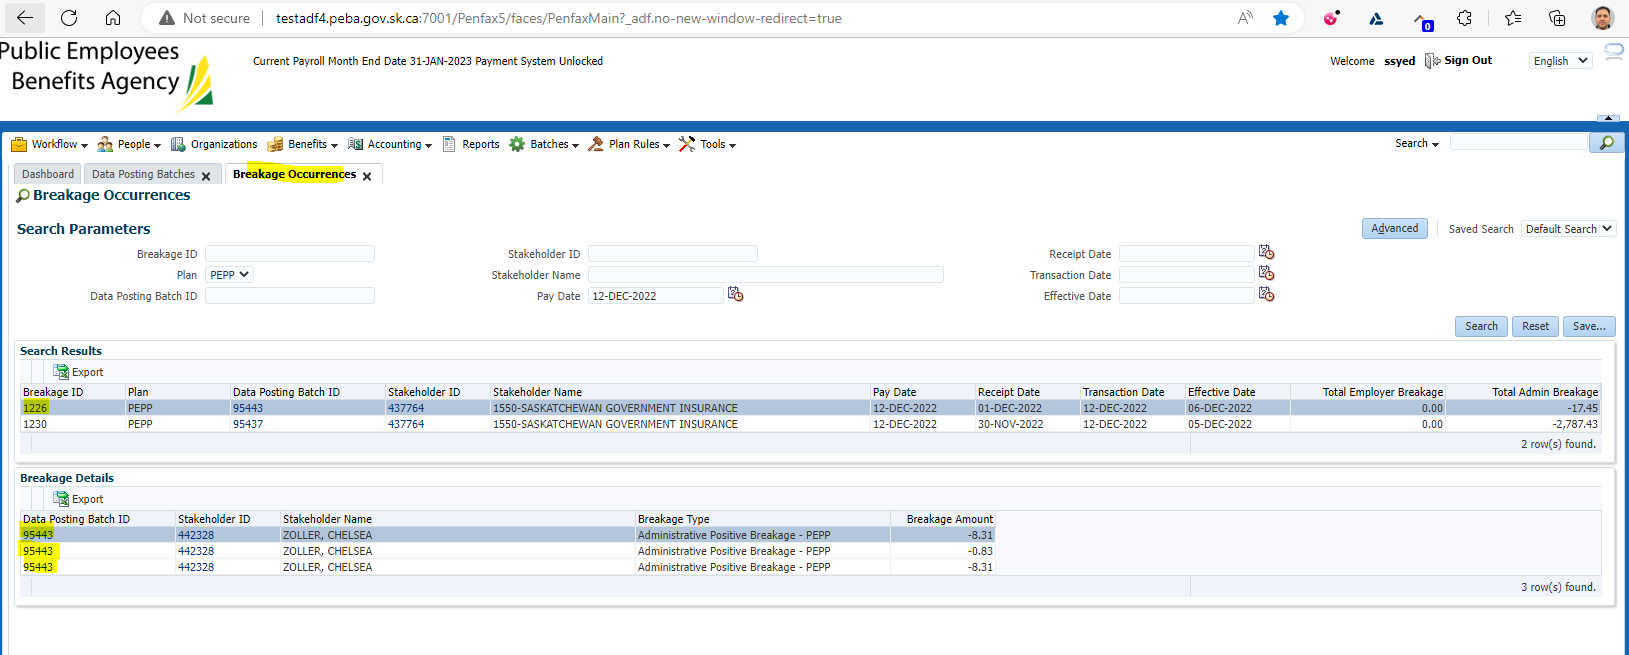 Not secure | testadf4.peba.gov.sk.ca:7001/Penfax5/faces/PenfaxMain?_adf.no-new-window-redirect=true A 0
Public Employees
Benefits Agency
Current Payroll Month End Date 31-JAN-2023 Payment System Unlocked
Welcome ssyed Sign Out English
Workflow People Organizations Benefits Accounting Reports Batches Plan Rules Tools Search
Dashboard Data Posting Batches Breakage Occurrences
Breakage Occurrences
Search Parameters Advanced Saved Search Default Search
Breakage ID Stakeholder ID Receipt Date
Plan PEPP Stakeholder Name Transaction Date
Data Posting Batch ID Pay Date 12-DEC-2022 Effective Date
Search Reset Save...
Search Results
Export
Breakage ID Plan Data Posting Batch ID Stakeholder ID Stakeholder Name Pay Date Receipt Date Transaction Date Effective Date Total Employer Breakage Total Admin Breakage
1226 PEPP 95443 437764 1550-SASKATCHEWAN GOVERNMENT INSURANCE 12-DEC-2022 01-DEC-2022 12-DEC-2022 06-DEC-2022 0.00 -17.45
1230 PEPP 95437 437764 1550-SASKATCHEWAN GOVERNMENT INSURANCE 12-DEC-2022 30-NOV-2022 12-DEC-2022 05-DEC-2022 0.00 -2,787.43
2 row(s) found.
Breakage Details
Export
Data Posting Batch ID Stakeholder ID Stakeholder Name Breakage Type Breakage Amount
95443 442328 ZOLLER, CHELSEA Administrative Positive Breakage - PEPP -8.31
95443 442328 ZOLLER, CHELSEA Administrative Positive Breakage - PEPP -0.83
95443 442328 ZOLLER, CHELSEA Administrative Positive Breakage - PEPP -8.31
3 row(s) found.